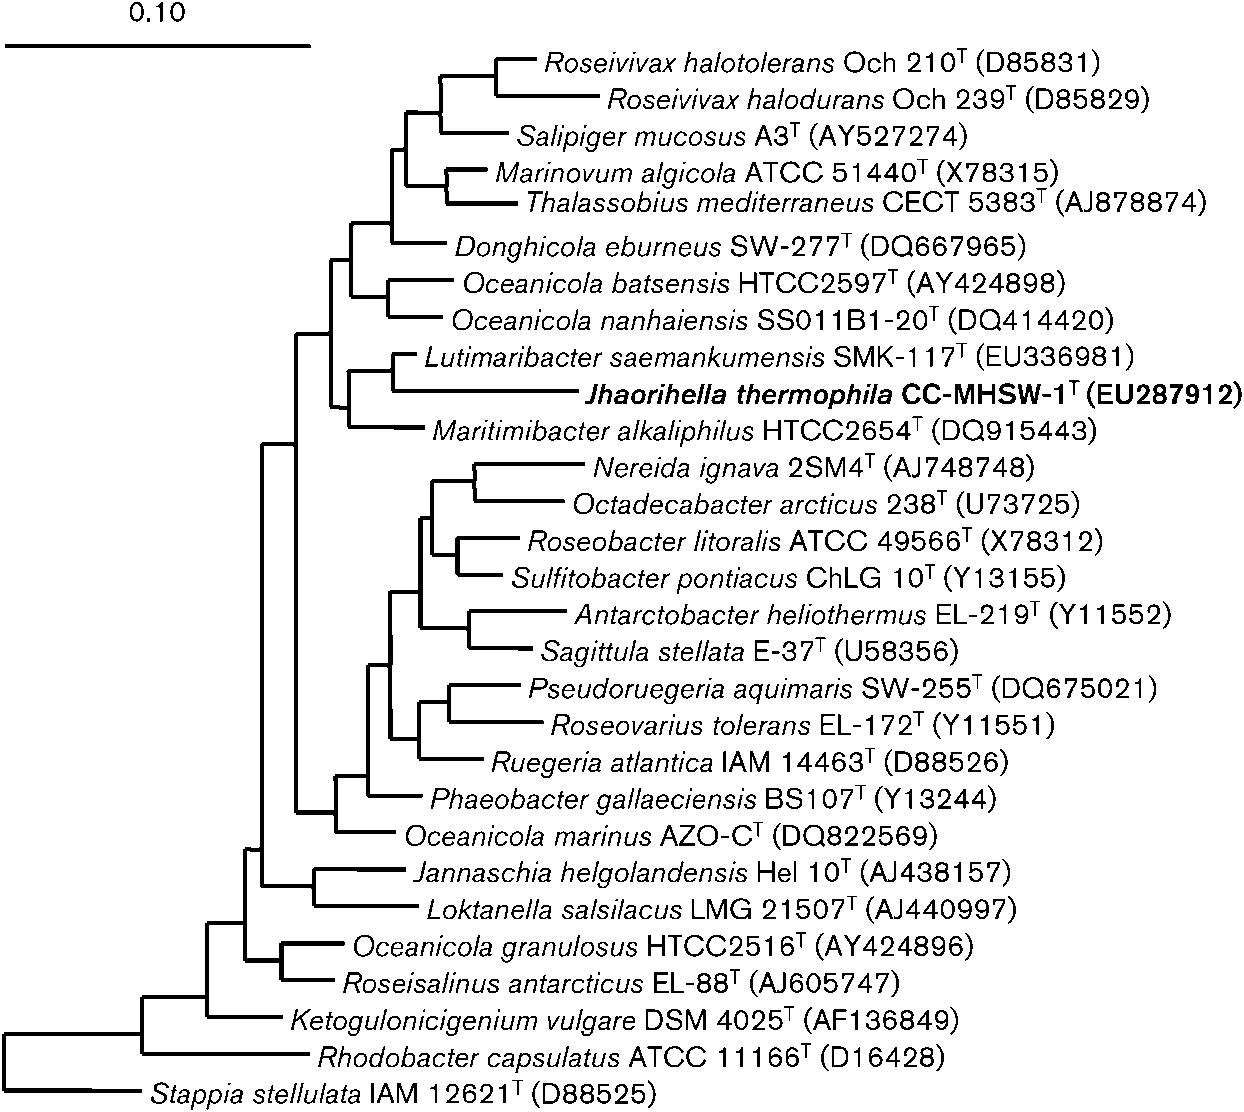 0.10
Roseivivax halotolerans Och 210ᵀ (D85831)
Roseivivax halodurans Och 239ᵀ (D85829)
Salipiger mucosus A3ᵀ (AY527274)
Marinovum algicola ATCC 51440ᵀ (X78315)
Thalassobius mediterraneus CECT 5383ᵀ (AJ878874)
Donghicola eburneus SW-277ᵀ (DQ667965)
Oceanicola batsensis HTCC2597ᵀ (AY424898)
Oceanicola nanhaiensis SS011B1-20ᵀ (DQ414420)
Lutimaribacter saemankumensis SMK-117ᵀ (EU336981)
Jhaorihella thermophila CC-MHSW-1ᵀ (EU287912)
Maritimibacter alkaliphilus HTCC2654ᵀ (DQ915443)
Nereida ignava 2SM4ᵀ (AJ748748)
Octadecabacter arcticus 238ᵀ (U73725)
Roseobacter litoralis ATCC 49566ᵀ (X78312)
Sulfitobacter pontiacus ChLG 10ᵀ (Y13155)
Antarctobacter heliothermus EL-219ᵀ (Y11552)
Sagittula stellata E-37ᵀ (U58356)
Pseudoruegeria aquimaris SW-255ᵀ (DQ675021)
Roseovarius tolerans EL-172ᵀ (Y11551)
Ruegeria atlantica IAM 14463ᵀ (D88526)
Phaeobacter gallaeciensis BS107ᵀ (Y13244)
Oceanicola marinus AZO-Cᵀ (DQ822569)
Jannaschia helgolandensis Hel 10ᵀ (AJ438157)
Loktanella salsilacus LMG 21507ᵀ (AJ440997)
Oceanicola granulosus HTCC2516ᵀ (AY424896)
Roseisalinus antarcticus EL-88ᵀ (AJ605747)
Ketogulonicigenium vulgare DSM 4025ᵀ (AF136849)
Rhodobacter capsulatus ATCC 11166ᵀ (D16428)
Stappia stellulata IAM 12621ᵀ (D88525)